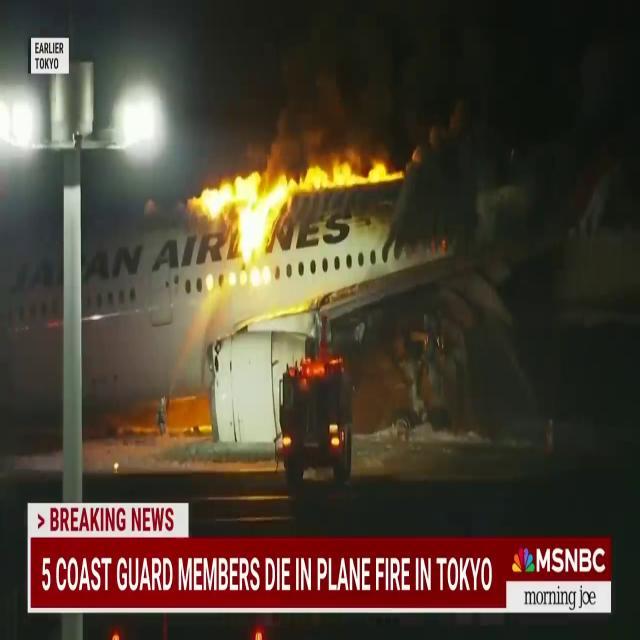 EARLIER
TOKYO
JAPAN AIRLINES
> BREAKING NEWS
5 COAST GUARD MEMBERS DIE IN PLANE FIRE IN TOKYO
MSNBC
morning joe